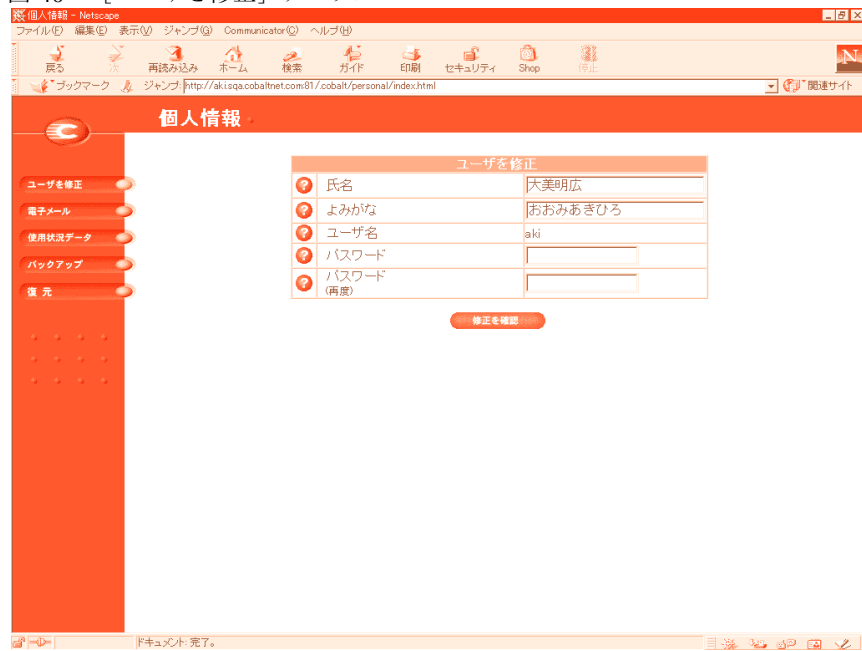 個人情報 - Netscape
ファイル(F) 編集(E) 表示(V) ジャンプ(G) Communicator(C) ヘルプ(H)
戻る 次 再読み込み ホーム 検索 ガイド 印刷 セキュリティ Shop 停止
ブックマーク ジャンプ: http://aki.sqa.cobaltnet.com:81/.cobalt/personal/index.html 関連サイト
個人情報
ユーザを修正
電子メール
使用状況データ
バックアップ
復元
ユーザを修正
氏名 大美明広
よみがな おおみあきひろ
ユーザ名 aki
パスワード
パスワード
(再度)
修正を確認
ドキュメント: 完了。